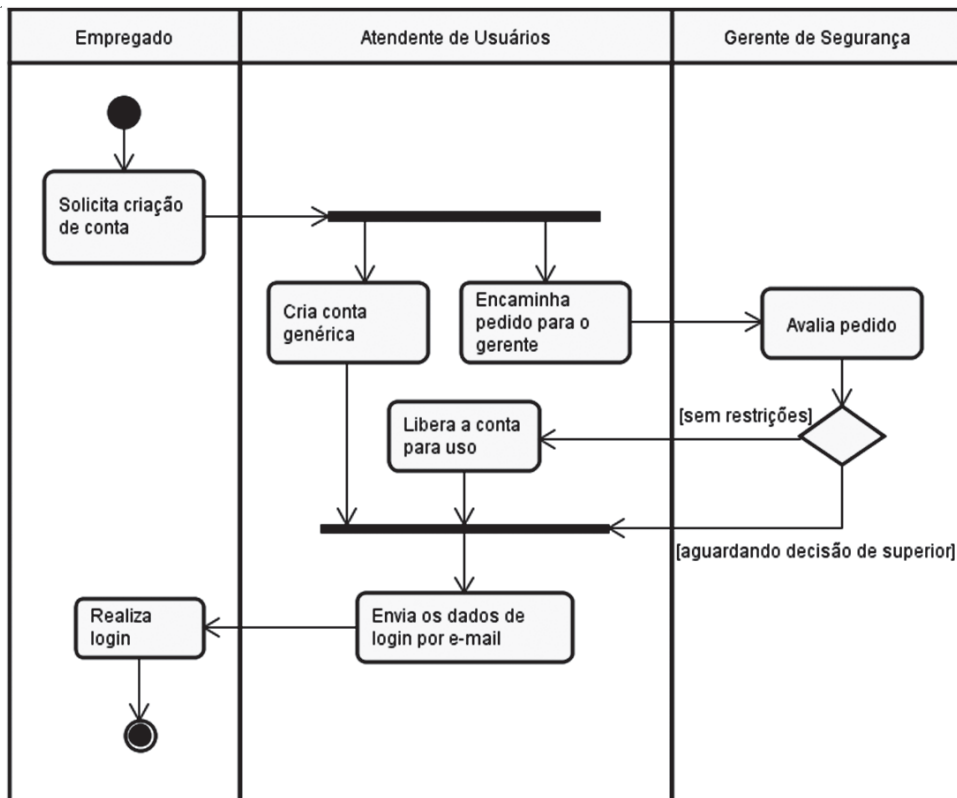 Empregado
Atendente de Usuários
Gerente de Segurança
Solicita criação
de conta
Cria conta
genérica
Encaminha
pedido para o
gerente
Avalia pedido
[sem restrições]
Libera a conta
para uso
[aguardando decisão de superior]
Envia os dados de
login por e-mail
Realiza
login